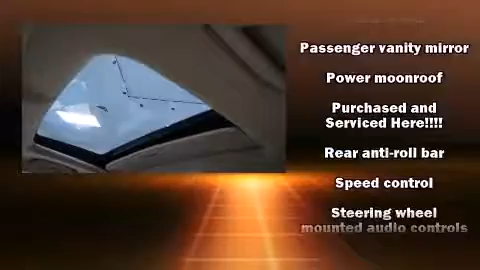 Passenger vanity mirror
Power moonroof
Purchased and
Serviced Here!!!!
Rear anti-roll bar
Speed control
Steering wheel
mounted audio controls